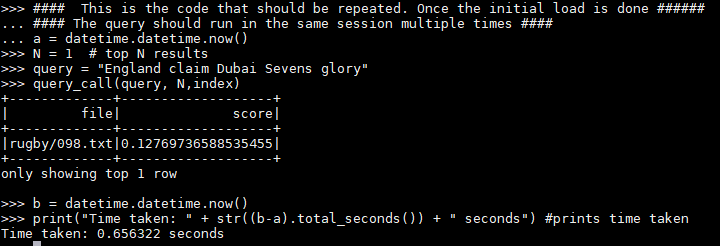 >>> ####  This is the code that should be repeated. Once the initial load is done ######
... #### The query should run in the same session multiple times ####
... a = datetime.datetime.now()
>>> N = 1  # top N results
>>> query = "England claim Dubai Sevens glory"
>>> query_call(query, N,index)
+-------------+-------------------+
|         file|              score|
+-------------+-------------------+
|rugby/098.txt|0.12769736588535455|
+-------------+-------------------+
only showing top 1 row

>>> b = datetime.datetime.now()
>>> print("Time taken: " + str((b-a).total_seconds()) + " seconds") #prints time taken
Time taken: 0.656322 seconds